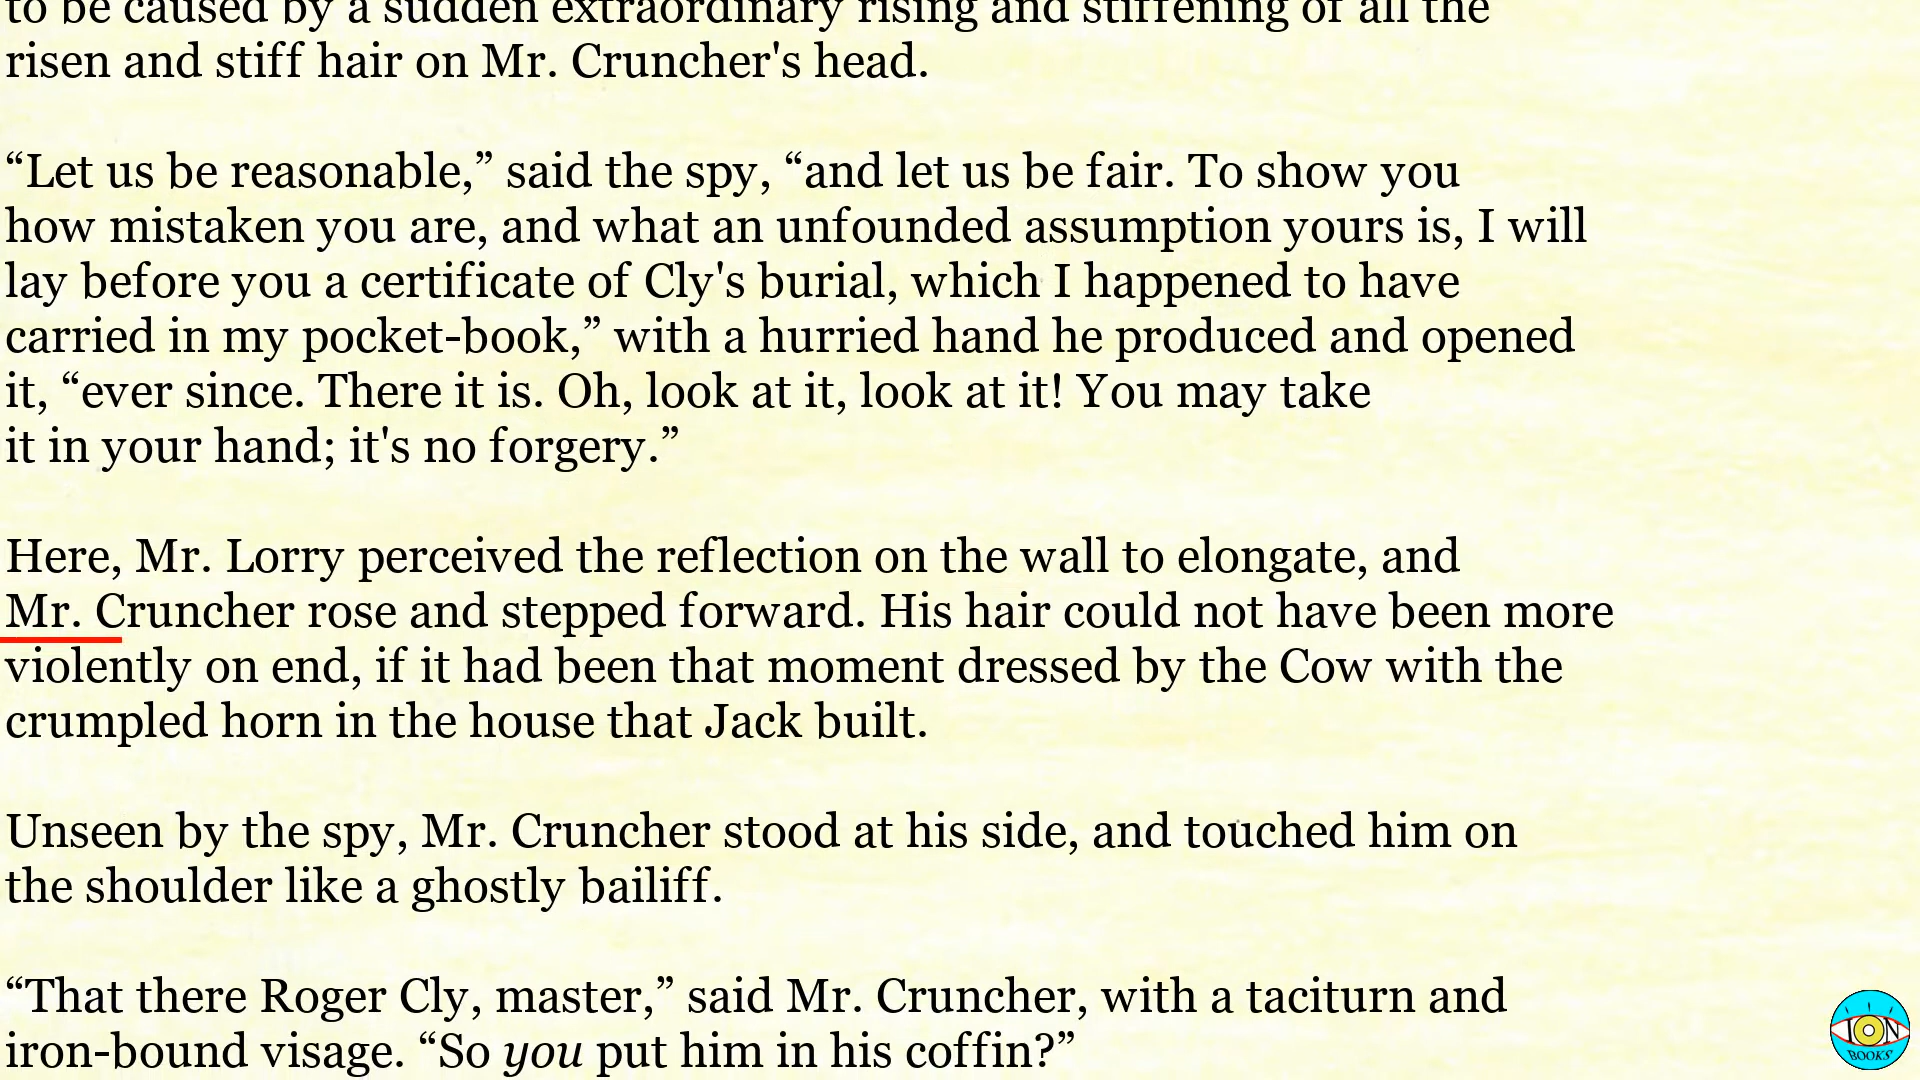 to be caused by a sudden extraordinary rising and stiffening of all the
risen and stiff hair on Mr. Cruncher's head.
“Let us be reasonable,” said the spy, “and let us be fair. To show you
how mistaken you are, and what an unfounded assumption yours is, I will
lay before you a certificate of Cly's burial, which I happened to have
carried in my pocket-book,” with a hurried hand he produced and opened
it, “ever since. There it is. Oh, look at it, look at it! You may take
it in your hand; it's no forgery.”
Here, Mr. Lorry perceived the reflection on the wall to elongate, and
Mr. Cruncher rose and stepped forward. His hair could not have been more
violently on end, if it had been that moment dressed by the Cow with the
crumpled horn in the house that Jack built.
Unseen by the spy, Mr. Cruncher stood at his side, and touched him on
the shoulder like a ghostly bailiff.
“That there Roger Cly, master,” said Mr. Cruncher, with a taciturn and
iron-bound visage. “So you put him in his coffin?”
ION
BOOKS